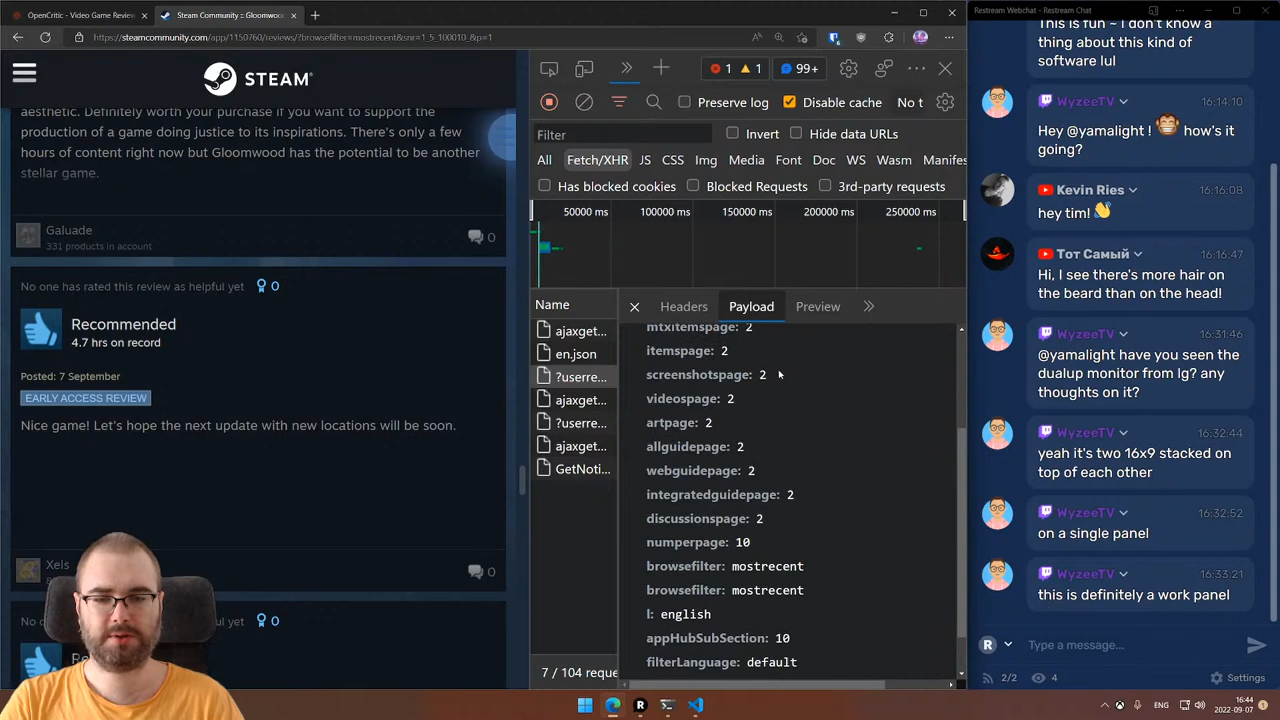 OpenCritic - Video Game Review
Steam Community :: Gloomwoo
Restream Webchat - Restream Chat
https://steamcommunity.com/app/1150760/reviews/?browsefilter=mostrecent&snr=1_5_100010_&p=1
STEAM®
aesthetic. Definitely worth your purchase if you want to support the
production of a game doing justice to its inspirations. There's only a few
hours of content right now but Gloomwood has the potential to be another
stellar game.
Galuade
331 products in account
0
No one has rated this review as helpful yet
0
Recommended
4.7 hrs on record
Posted: 7 September
EARLY ACCESS REVIEW
Nice game! Let's hope the next update with new locations will be soon.
Xels
0
No
yet
0
1
1
99+
Preserve log
Disable cache
No t
Filter
Invert
Hide data URLs
All
Fetch/XHR
JS
CSS
Img
Media
Font
Doc
WS
Wasm
Manifes
Has blocked cookies
Blocked Requests
3rd-party requests
50000 ms
100000 ms
150000 ms
200000 ms
250000 ms
Name
ajaxget...
en.json
?userre...
ajaxget...
?userre...
ajaxget...
GetNoti...
7 / 104 reque
Headers
Payload
Preview
mtxitemspage: 2
itemspage: 2
screenshotspage: 2
videospage: 2
artpage: 2
allguidepage: 2
webguidepage: 2
integratedguidepage: 2
discussionspage: 2
numperpage: 10
browsefilter: mostrecent
browsefilter: mostrecent
l: english
appHubSubSection: 10
filterLanguage: default
This is fun ~ I don't know a
thing about this kind of
software lul
WyzeeTV
16:14:10
Hey @yamalight ! how's it
going?
Kevin Ries
16:16:08
hey tim!
Тот Самый
16:16:47
Hi, I see there's more hair on
the beard than on the head!
WyzeeTV
16:31:46
@yamalight have you seen the
dualup monitor from lg? any
thoughts on it?
WyzeeTV
16:32:44
yeah it's two 16x9 stacked on
top of each other
WyzeeTV
16:32:52
on a single panel
WyzeeTV
16:33:21
this is definitely a work panel
R
Type a message...
2/2
4
Settings
ENG
16:44
2022-09-07